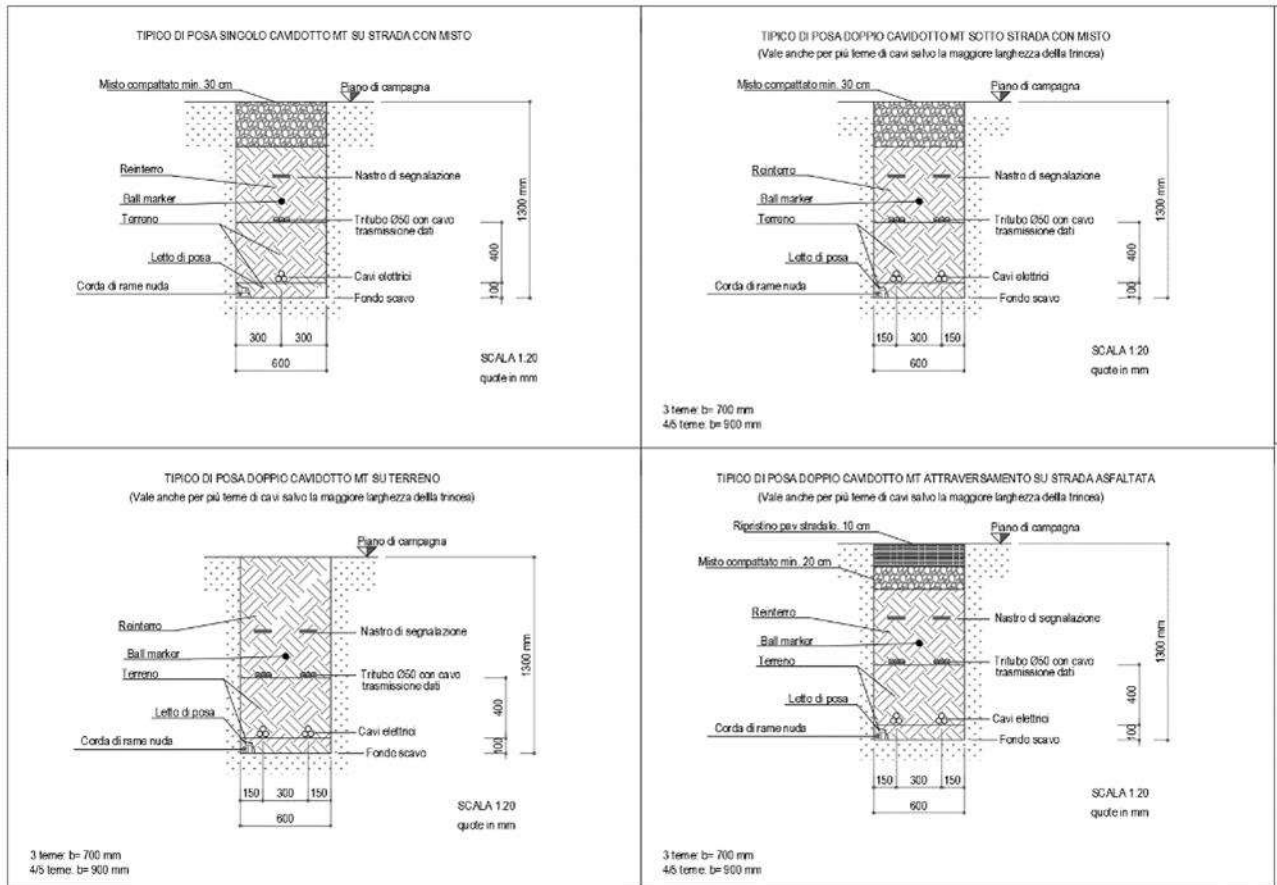 TIPICO DI POSA SINGOLO CAVIDOTTO MT SU STRADA CON MISTO
Misto compattato min. 30 cm
Piano di campagna
Reinterro
Nastro di segnalazione
Ball marker
Terreno
Tritubo Ø50 con cavo
trasmissione dati
Letto di posa
Cavi elettrici
Corda di rame nuda
Fondo scavo
1300 mm
400
100
300 300
600
SCALA 1:20
quote in mm
TIPICO DI POSA DOPPIO CAVIDOTTO MT SOTTO STRADA CON MISTO
(Vale anche per più terne di cavi salvo la maggiore larghezza dellla trincea)
Misto compattato min. 30 cm
Piano di campagna
Reinterro
Nastro di segnalazione
Ball marker
Terreno
Tritubo Ø50 con cavo
trasmissione dati
Letto di posa
Cavi elettrici
Corda di rame nuda
Fondo scavo
1300 mm
400
100
150 300 150
600
SCALA 1:20
quote in mm
3 terne: b= 700 mm
4/5 terne: b= 900 mm
TIPICO DI POSA DOPPIO CAVIDOTTO MT SU TERRENO
(Vale anche per più terne di cavi salvo la maggiore larghezza dellla trincea)
Piano di campagna
Reinterro
Nastro di segnalazione
Ball marker
Terreno
Tritubo Ø50 con cavo
trasmissione dati
Letto di posa
Cavi elettrici
Corda di rame nuda
Fondo scavo
1300 mm
400
100
150 300 150
600
SCALA 1:20
quote in mm
3 terne: b= 700 mm
4/5 terne: b= 900 mm
TIPICO DI POSA DOPPIO CAVIDOTTO MT ATTRAVERSAMENTO SU STRADA ASFALTATA
(Vale anche per più terne di cavi salvo la maggiore larghezza dellla trincea)
Ripristino pav stradale. 10 cm
Piano di campagna
Misto compattato min. 20 cm
Reinterro
Nastro di segnalazione
Ball marker
Terreno
Tritubo Ø50 con cavo
trasmissione dati
Letto di posa
Cavi elettrici
Corda di rame nuda
Fondo scavo
1300 mm
400
100
150 300 150
600
SCALA 1:20
quote in mm
3 terne: b= 700 mm
4/5 terne: b= 900 mm